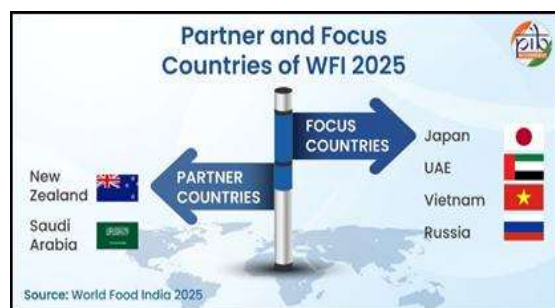 Partner and Focus
Countries of WFI 2025
pib
FOCUS
COUNTRIES
Japan
UAE
Vietnam
Russia
PARTNER
COUNTRIES
New
Zealand
Saudi
Arabia
Source: World Food India 2025